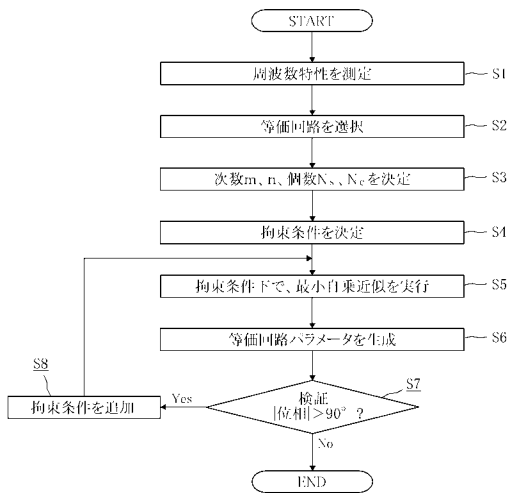 START
周波数特性を測定
S1
等価回路を選択
S2
次数m、n、個数Ns、Ncを決定
S3
拘束条件を決定
S4
拘束条件下で、最小自乗近似を実行
S5
等価回路パラメータを生成
S6
S8
拘束条件を追加
Yes
検証
|位相|>90°?
S7
No
END